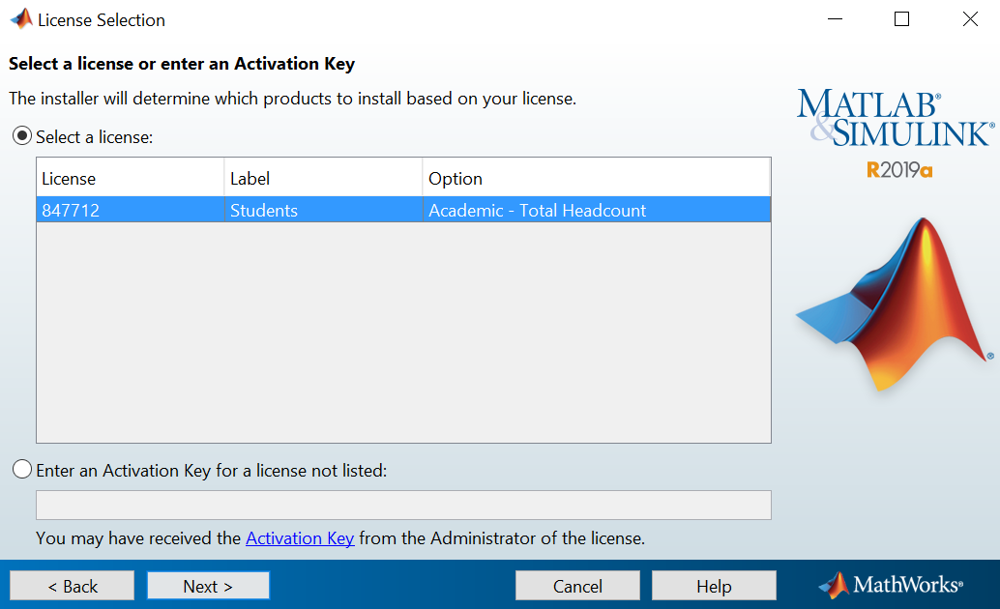 License Selection
Select a license or enter an Activation Key
The installer will determine which products to install based on your license.
Select a license:
License Label Option
847712 Students Academic - Total Headcount
Enter an Activation Key for a license not listed:
You may have received the Activation Key from the Administrator of the license.
MATLAB®
&SIMULINK®
R2019a
®
< Back Next > Cancel Help MathWorks®